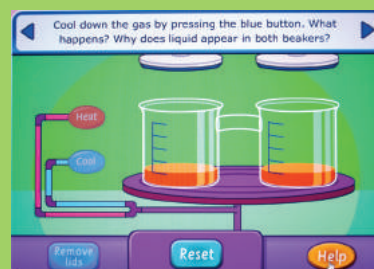 Cool down the gas by pressing the blue button. What
happens? Why does liquid appear in both beakers?
Heat
Cool
Remove
lids
Reset
Help